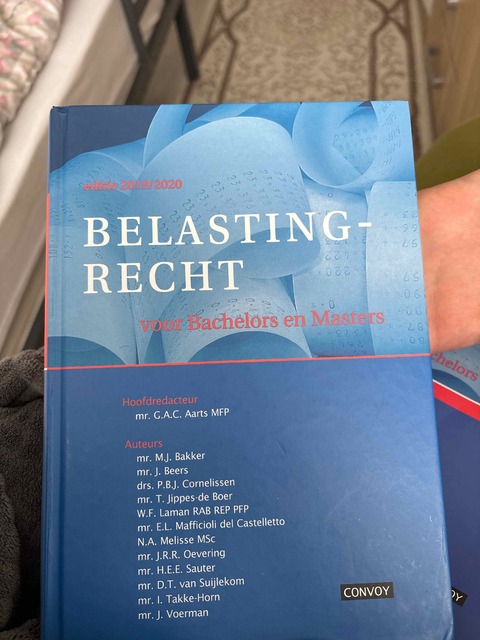 editie 2019/2020
BELASTING-
RECHT
voor Bachelors en Masters
Hoofdredacteur
mr. G.A.C. Aarts MFP
Auteurs
mr. M.J. Bakker
mr. J. Beers
drs. P.B.J. Cornelissen
mr. T. Jippes-de Boer
W.F. Laman RAB REP PFP
mr. E.L. Mafficioli del Castelletto
N.A. Melisse MSc
mr. J.R.R. Oevering
mr. H.E.E. Sauter
mr. D.T. van Suijlekom
mr. I. Takke-Horn
mr. J. Voerman
CONVOY
achelors
OY